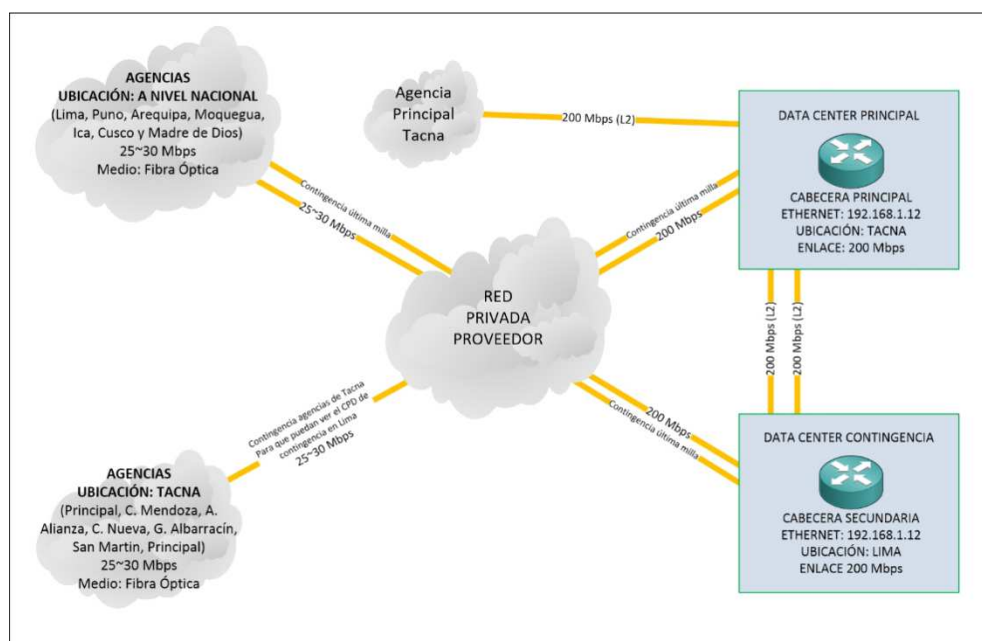 AGENCIAS
UBICACIÓN: A NIVEL NACIONAL
(Lima, Puno, Arequipa, Moquegua,
Ica, Cusco y Madre de Dios)
25~30 Mbps
Medio: Fibra Óptica
Agencia
Principal
Tacna
200 Mbps (L2)
DATA CENTER PRINCIPAL
CABECERA PRINCIPAL
ETHERNET: 192.168.1.12
UBICACIÓN: TACNA
ENLACE: 200 Mbps
Contingencia última milla
25~30 Mbps
Contingencia última milla
200 Mbps
RED
PRIVADA
PROVEEDOR
200 Mbps (L2)
200 Mbps (L2)
Contingencia agencias de Tacna
Para que puedan ver el CPD de
contingencia en Lima
25~30 Mbps
200 Mbps
Contingencia última milla
AGENCIAS
UBICACIÓN: TACNA
(Principal, C. Mendoza, A.
Alianza, C. Nueva, G. Albarracín,
San Martin, Principal)
25~30 Mbps
Medio: Fibra Óptica
DATA CENTER CONTINGENCIA
CABECERA SECUNDARIA
ETHERNET: 192.168.1.12
UBICACIÓN: LIMA
ENLACE 200 Mbps